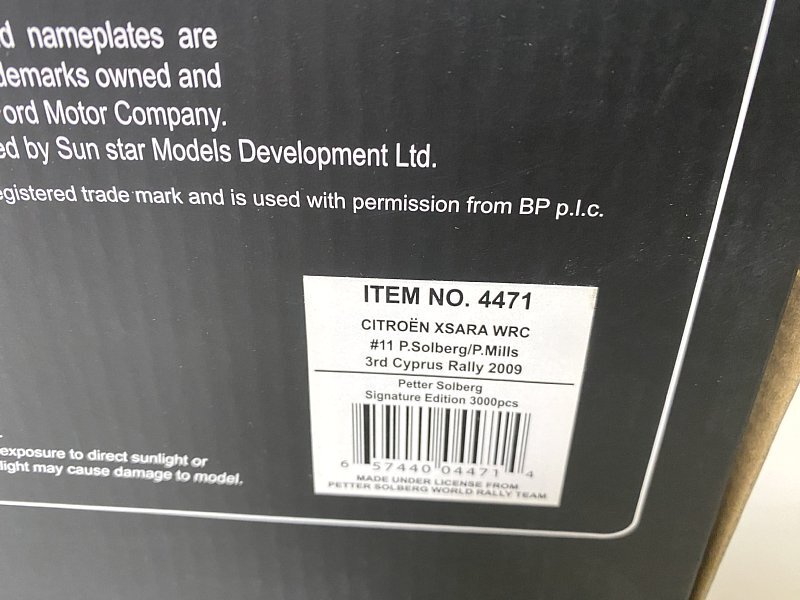 d nameplates are
demarks owned and
ord Motor Company.
ed by Sun star Models Development Ltd.
egistered trade mark and is used with permission from BP p.l.c.
ITEM NO. 4471
CITROËN XSARA WRC
#11 P.Solberg/P.Mills
3rd Cyprus Rally 2009
Petter Solberg
Signature Edition 3000pcs
6 57440 04471 4
MADE UNDER LICENSE FROM
PETTER SOLBERG WORLD RALLY TEAM
exposure to direct sunlight or
light may cause damage to model.